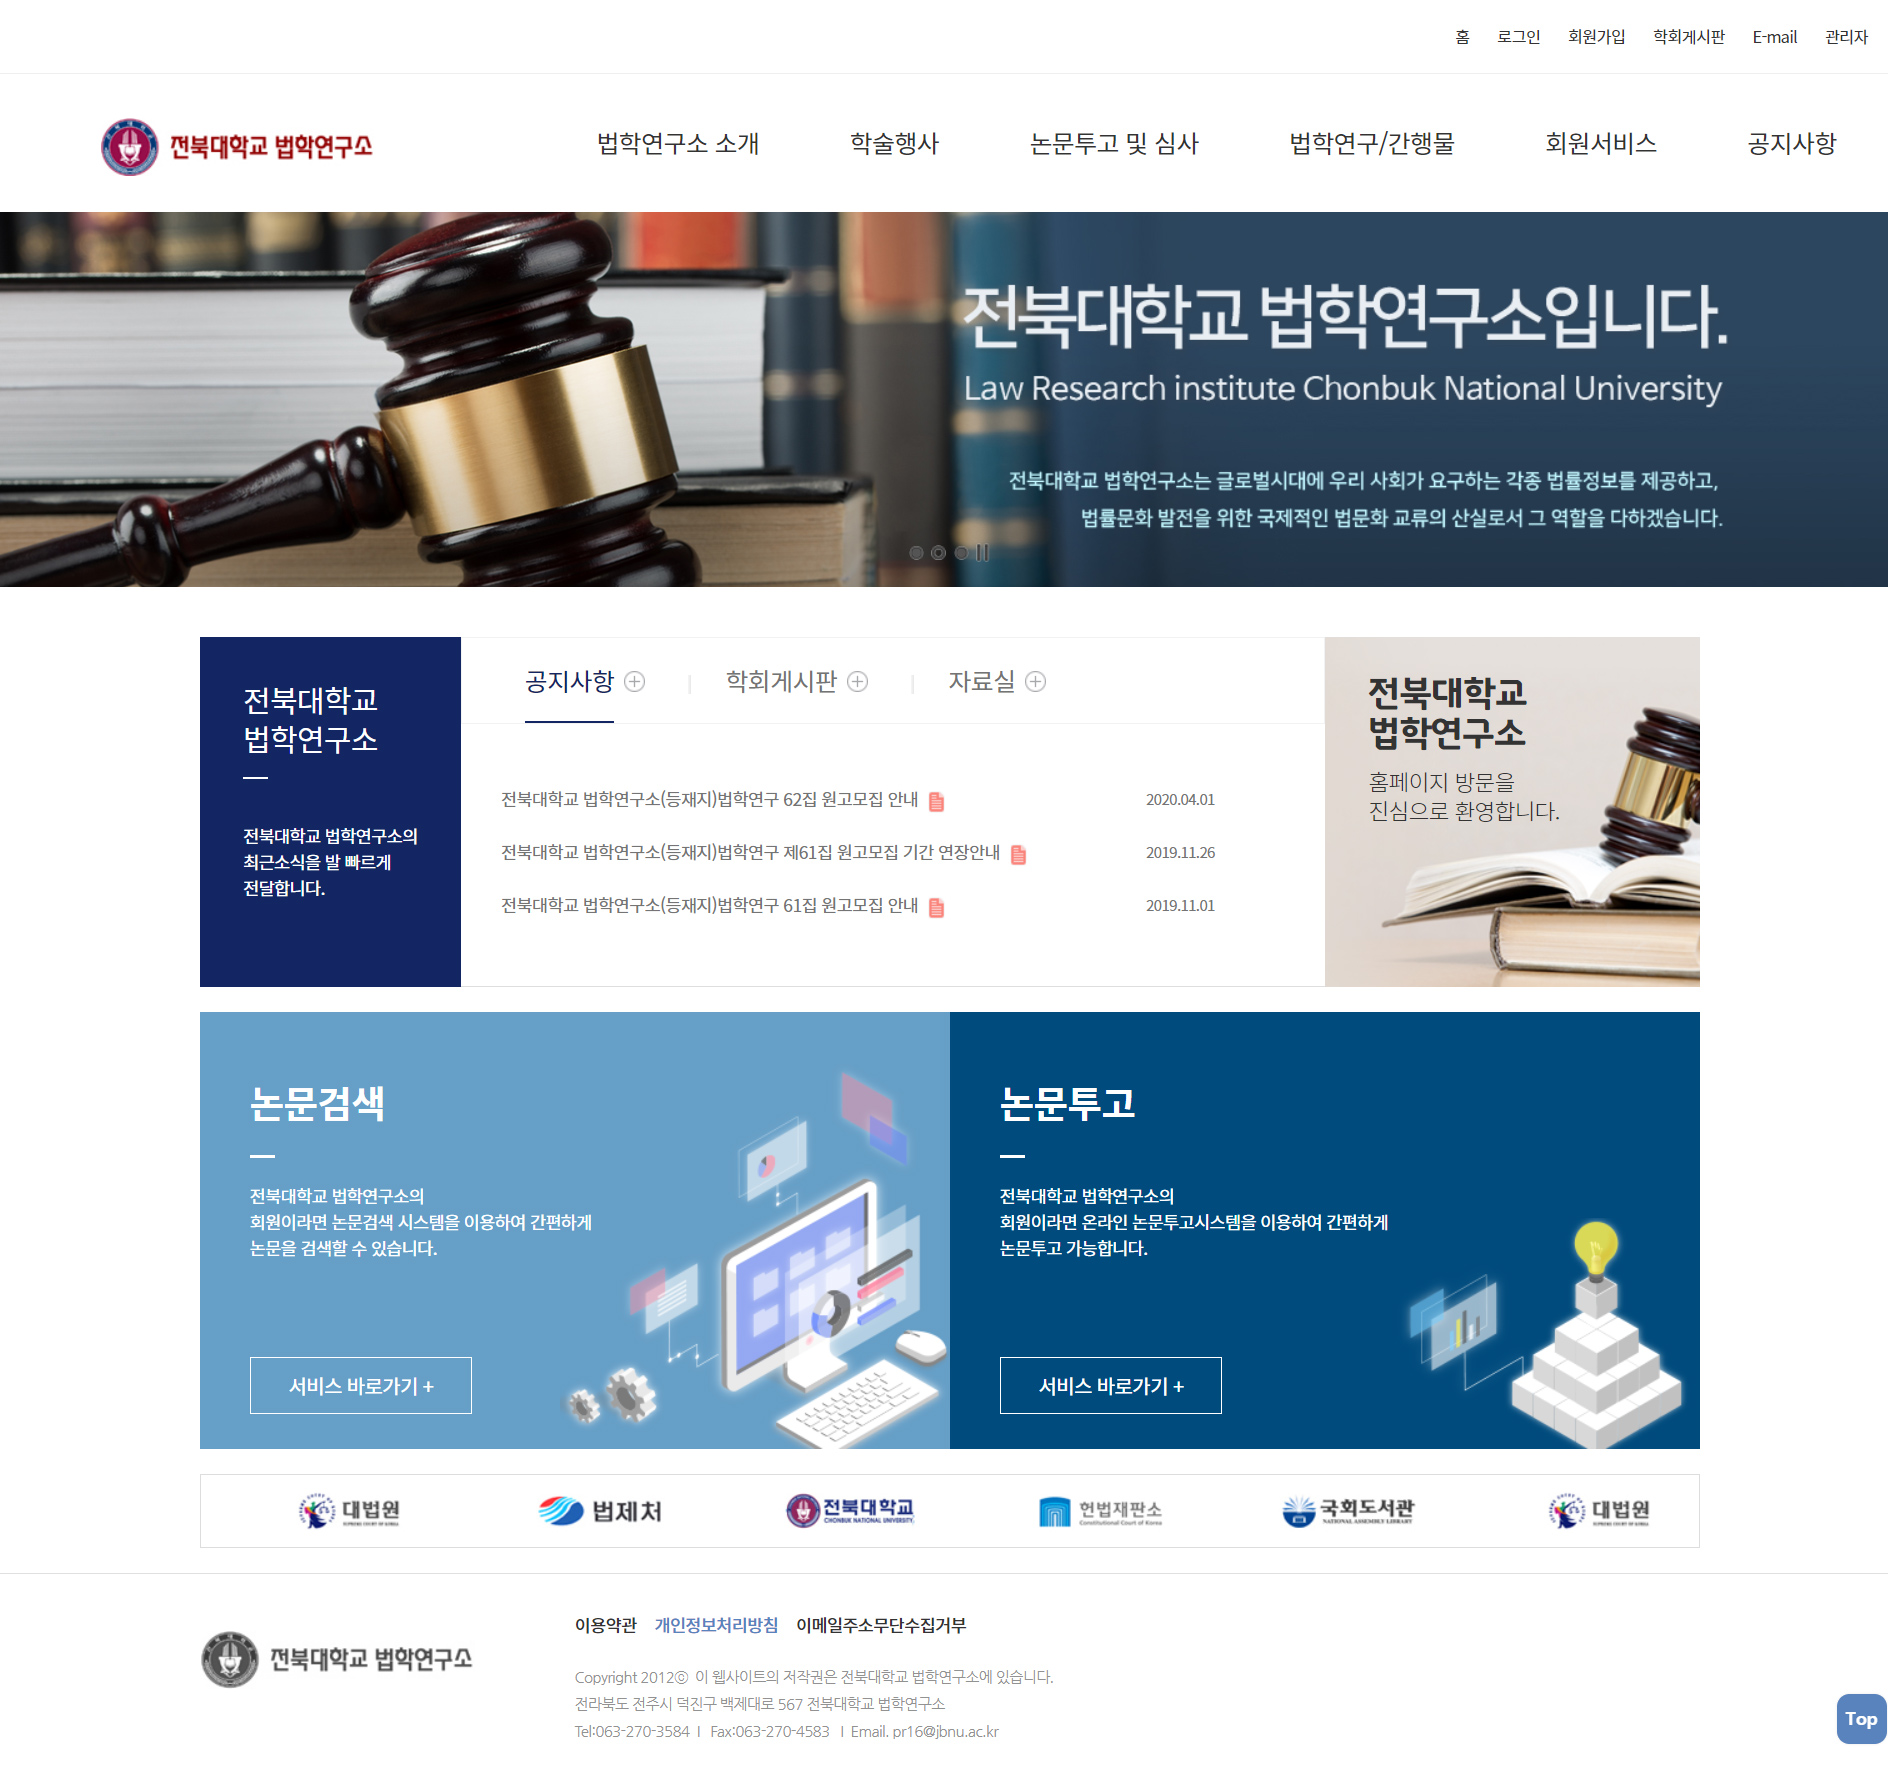 홈 로그인 회원가입 학회게시판 E-mail 관리자
전북대학교 법학연구소
법학연구소 소개 학술행사 논문투고 및 심사 법학연구/간행물 회원서비스 공지사항
전북대학교 법학연구소입니다.
Law Research institute Chonbuk National University
전북대학교 법학연구소는 글로벌시대에 우리 사회가 요구하는 각종 법률정보를 제공하고,
법률문화 발전을 위한 국제적인 법문화 교류의 산실로서 그 역할을 다하겠습니다.
전북대학교
법학연구소
전북대학교 법학연구소의
최근소식을 발 빠르게
전달합니다.
공지사항 학회게시판 자료실
전북대학교 법학연구소(등재지)법학연구 62집 원고모집 안내 2020.04.01
전북대학교 법학연구소(등재지)법학연구 제61집 원고모집 기간 연장안내 2019.11.26
전북대학교 법학연구소(등재지)법학연구 61집 원고모집 안내 2019.11.01
전북대학교
법학연구소
홈페이지 방문을
진심으로 환영합니다.
논문검색
전북대학교 법학연구소의
회원이라면 논문검색 시스템을 이용하여 간편하게
논문을 검색할 수 있습니다.
서비스 바로가기 +
논문투고
전북대학교 법학연구소의
회원이라면 온라인 논문투고시스템을 이용하여 간편하게
논문투고 가능합니다.
서비스 바로가기 +
대법원
SUPREME COURT OF KOREA
법제처
전북대학교
CHONBUK NATIONAL UNIVERSITY
헌법재판소
Constitutional Court of Korea
국회도서관
NATIONAL ASSEMBLY LIBRARY
대법원
SUPREME COURT OF KOREA
전북대학교 법학연구소
이용약관 개인정보처리방침 이메일주소무단수집거부
Copyright 2012ⓒ 이 웹사이트의 저작권은 전북대학교 법학연구소에 있습니다.
전라북도 전주시 덕진구 백제대로 567 전북대학교 법학연구소
Tel:063-270-3584 I Fax:063-270-4583 I Email. pr16@jbnu.ac.kr
Top